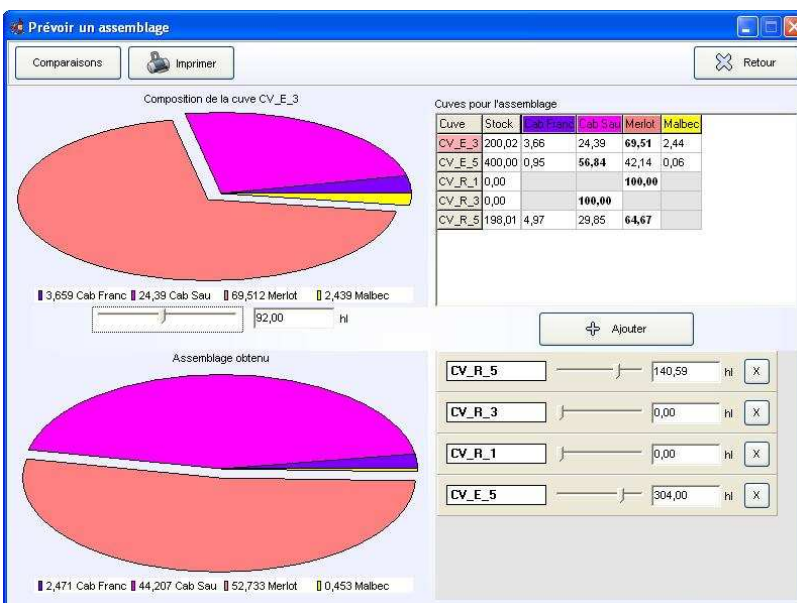 Prévoir un assemblage
Comparaisons Imprimer Retour
Composition de la cuve CV_E_3
Cuves pour l'assemblage
Cuve Stock Cab Franc Cab Sau Merlot Malbec
CV_E_3 200,02 3,66 24,39 69,51 2,44
CV_E_5 400,00 0,95 56,84 42,14 0,06
CV_R_1 0,00 100,00
CV_R_3 0,00 100,00
CV_R_5 198,01 4,97 29,85 64,67
3,659 Cab Franc 24,39 Cab Sau 69,512 Merlot 2,439 Malbec
92,00 hl
Ajouter
Assemblage obtenu
CV_R_5 140,59 hl X
CV_R_3 0,00 hl X
CV_R_1 0,00 hl X
CV_E_5 304,00 hl X
2,471 Cab Franc 44,207 Cab Sau 52,733 Merlot 0,453 Malbec